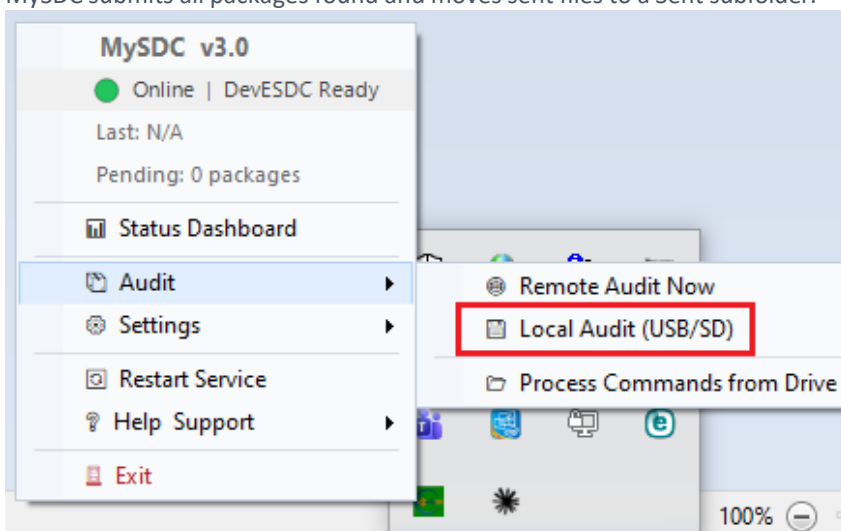 MySDC submits all packages found and moves sent files to a Sent subfolder.
MySDC v3.0
Online | DevESDC Ready
Last: N/A
Pending: 0 packages
Status Dashboard
Audit
Settings
Restart Service
Help Support
Exit
Remote Audit Now
Local Audit (USB/SD)
Process Commands from Drive
100%